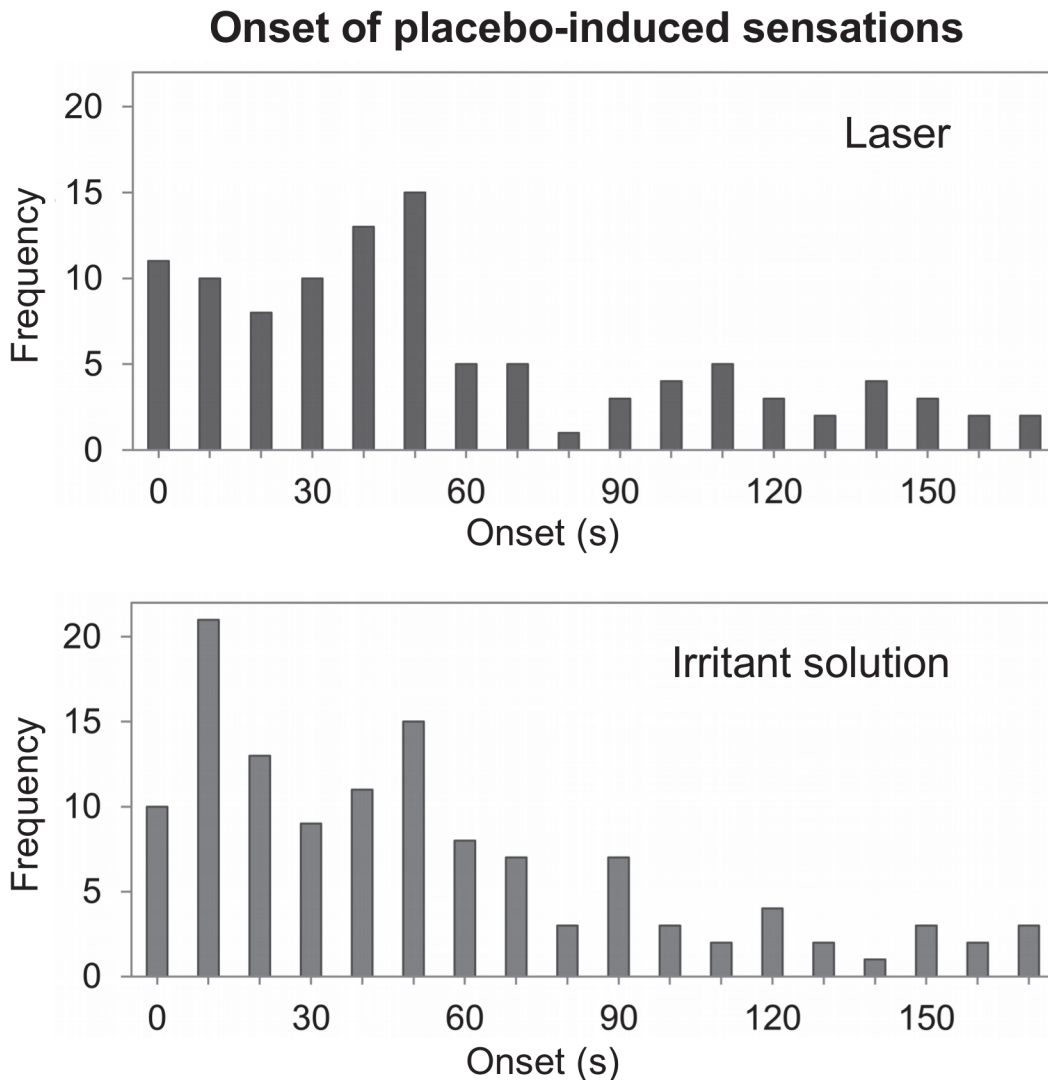 Onset of placebo-induced sensations
Laser
Frequency
20
15
10
5
0
0 30 60 90 120 150
Onset (s)
Irritant solution
Frequency
20
15
10
5
0
0 30 60 90 120 150
Onset (s)